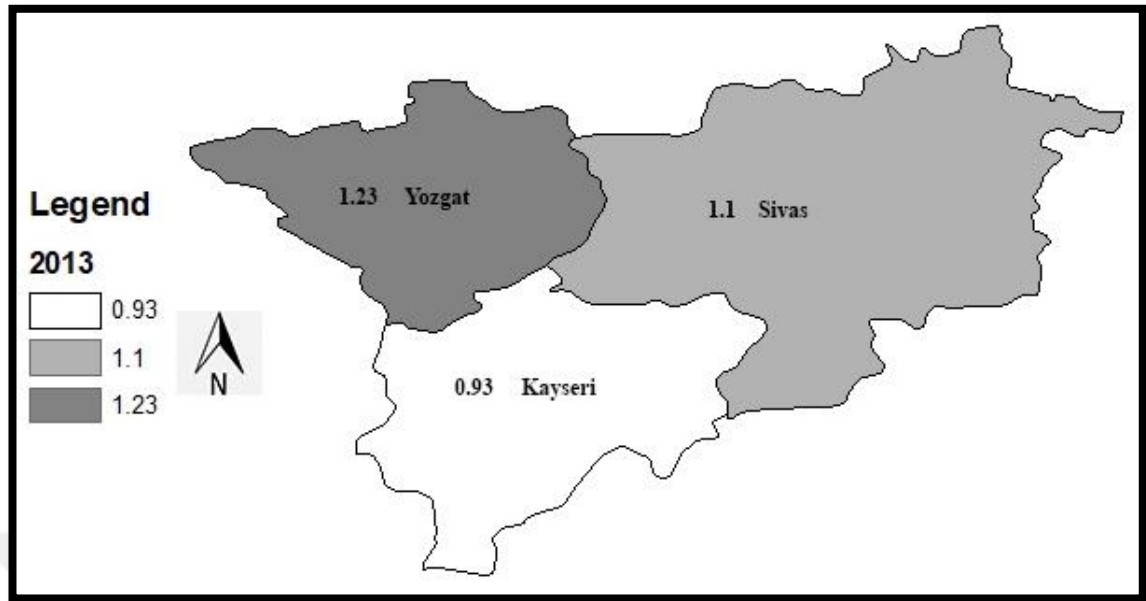 1.23 Yozgat
1.1 Sivas
0.93 Kayseri
Legend
2013
0.93
1.1
1.23
N